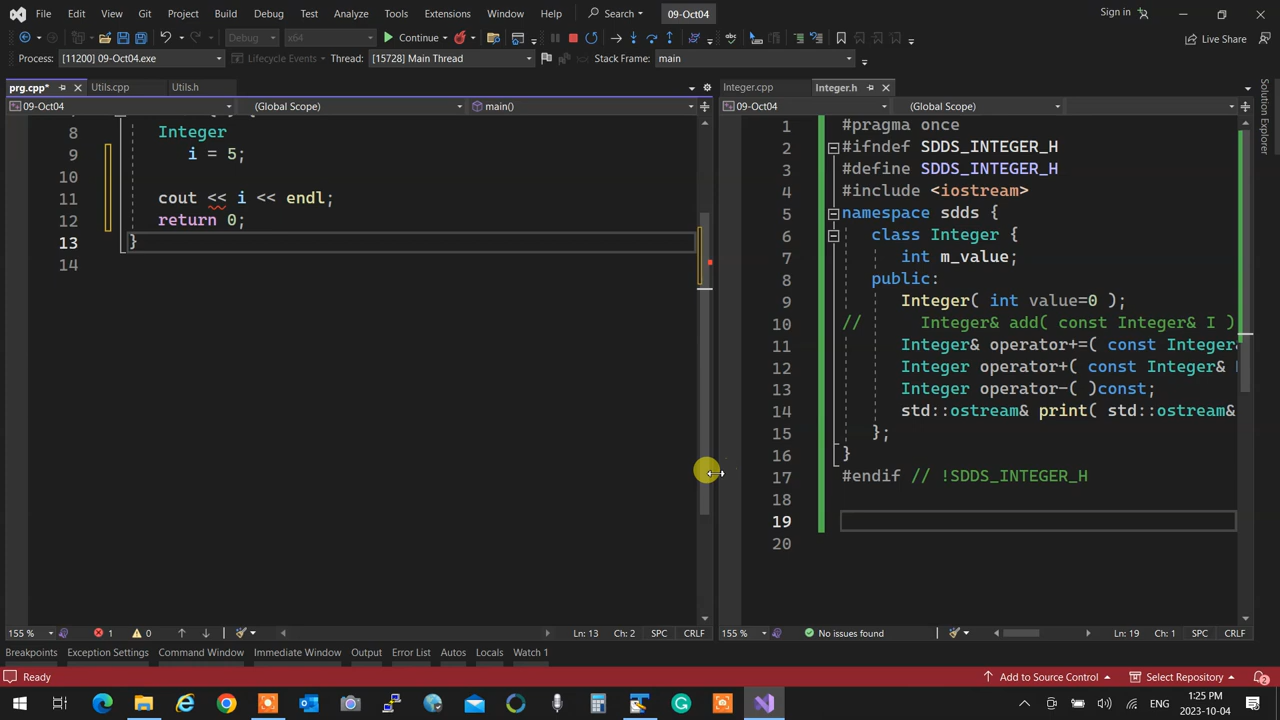 File Edit View Git Project Build Debug Test Analyze Tools Extensions Window Help Search 09-Oct04 Sign in
Debug x64 Continue Live Share
Process: [11200] 09-Oct04.exe Lifecycle Events Thread: [15728] Main Thread Stack Frame: main
prg.cpp* Utils.cpp Utils.h
09-Oct04 (Global Scope) main()
8 Integer
9 i = 5;
10
11 cout << i << endl;
12 return 0;
13 }
14
155 % 1 0 Ln: 13 Ch: 2 SPC CRLF
Integer.cpp Integer.h
09-Oct04 (Global Scope)
1 #pragma once
2 #ifndef SDDS_INTEGER_H
3 #define SDDS_INTEGER_H
4 #include <iostream>
5 namespace sdds {
6 class Integer {
7 int m_value;
8 public:
9 Integer( int value=0 );
10 // Integer& add( const Integer& I )
11 Integer& operator+=( const Integer&
12 Integer operator+( const Integer&
13 Integer operator-( )const;
14 std::ostream& print( std::ostream&
15 };
16 }
17 #endif // !SDDS_INTEGER_H
18
19
20
155 % No issues found Ln: 19 Ch: 1 SPC CRLF
Solution Explorer
Breakpoints Exception Settings Command Window Immediate Window Output Error List Autos Locals Watch 1
Ready Add to Source Control Select Repository 2
ENG 1:25 PM
2023-10-04